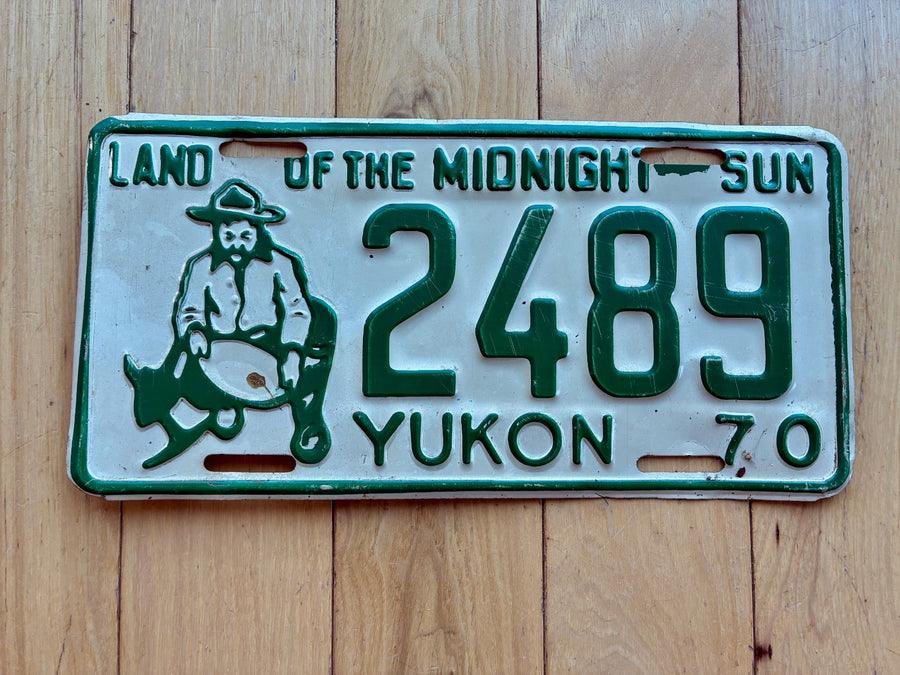 LAND OF THE MIDNIGHT SUN
2489
YUKON 70